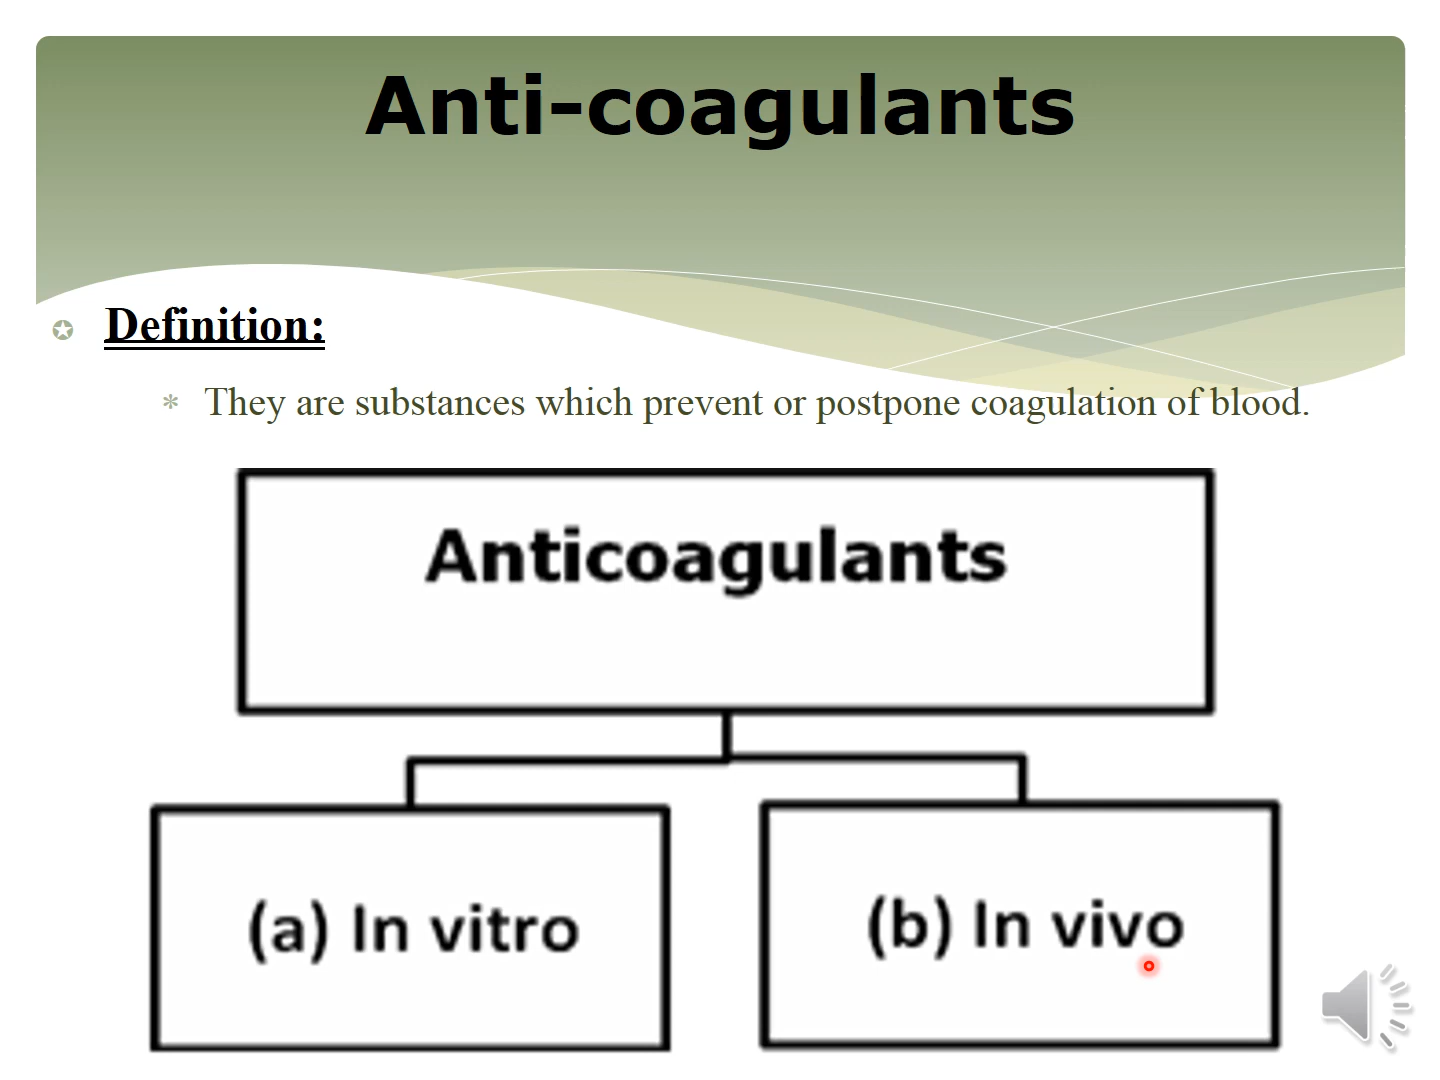 Anti-coagulants
Definition:
They are substances which prevent or postpone coagulation of blood.
Anticoagulants
(a) In vitro
(b) In vivo